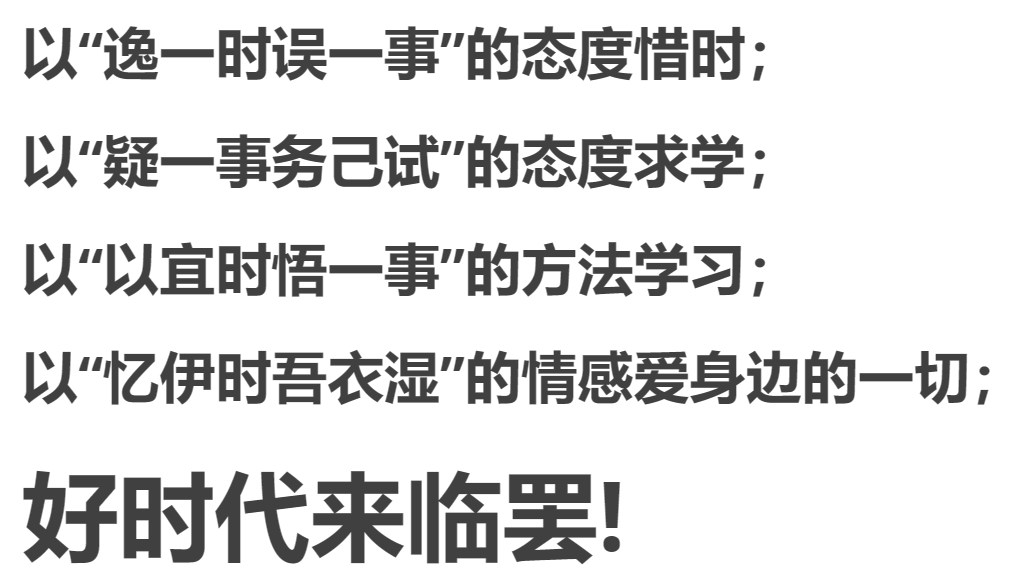 以“逸一时误一事”的态度惜时；
以“疑一事务己试”的态度求学；
以“以宜时悟一事”的方法学习；
以“忆伊时吾衣湿”的情感爱身边的一切；
好时代来临罢!